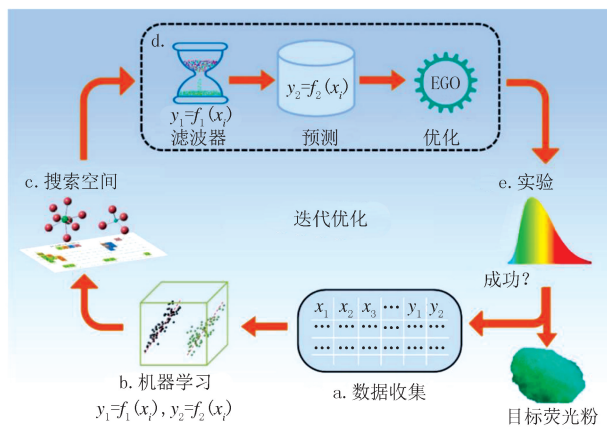 d.
y₁=f₁(xᵢ)
滤波器
y₂=f₂(xᵢ)
预测
EGO
优化
c. 搜索空间
e. 实验
迭代优化
成功?
x₁ x₂ x₃ ••• y₁ y₂
••• ••• ••• ••• ••• •••
••• ••• ••• ••• ••• •••
a. 数据收集
b. 机器学习
y₁=f₁(xᵢ), y₂=f₂(xᵢ)
目标荧光粉